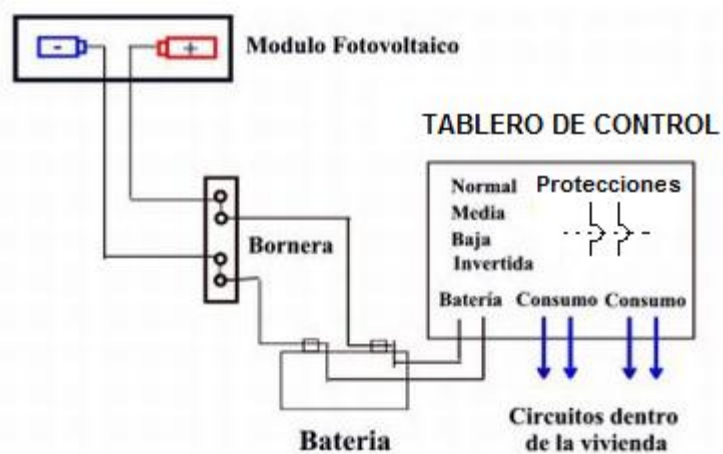 - +
Modulo Fotovoltaico
TABLERO DE CONTROL
Normal Protecciones
Media
Baja
Invertida
Bornera
Batería Consumo Consumo
Bateria
Circuitos dentro
de la vivienda